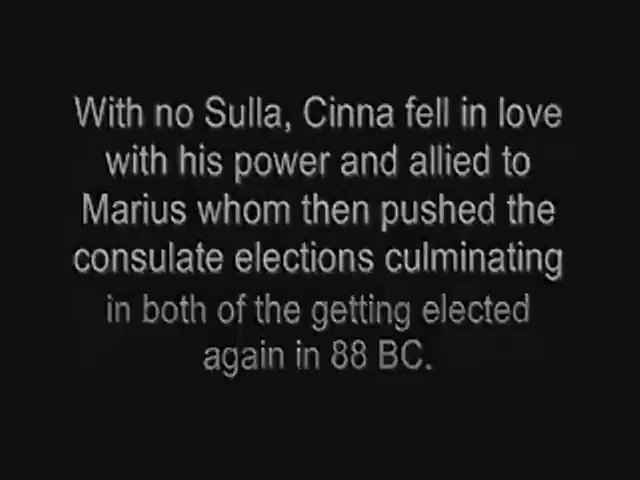 With no Sulla, Cinna fell in love
with his power and allied to
Marius whom then pushed the
consulate elections culminating
in both of the getting elected
again in 88 BC.